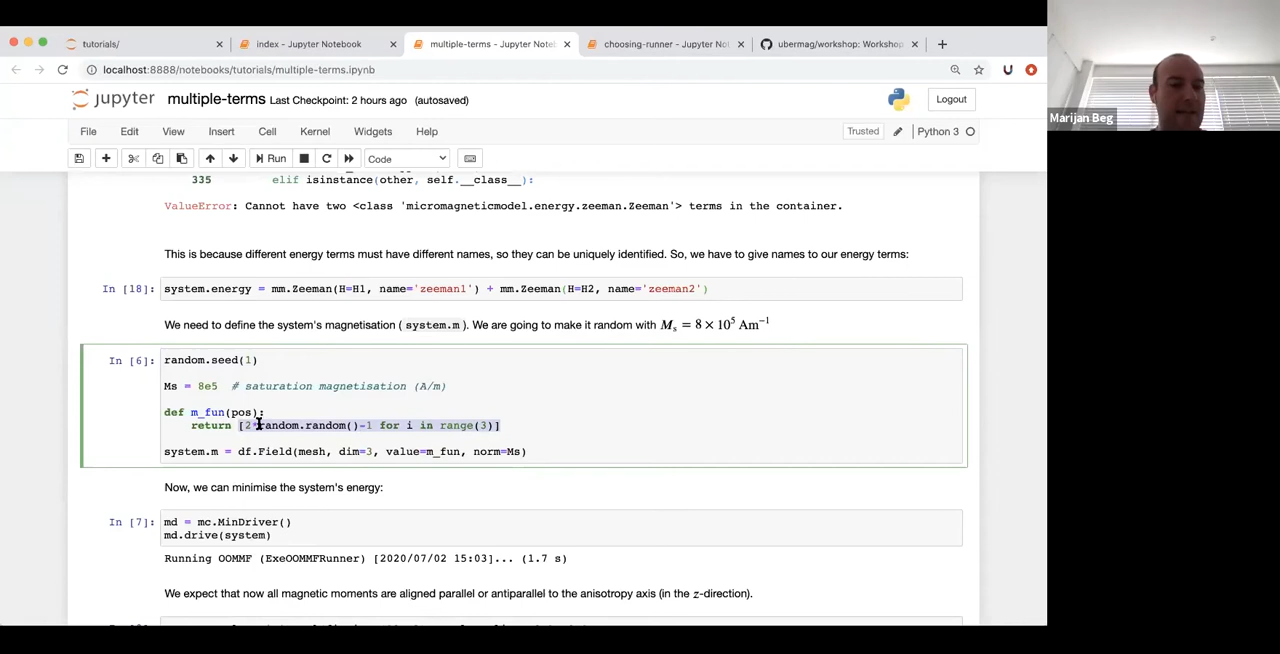 tutorials/
index - Jupyter Notebook
multiple-terms - Jupyter Note
choosing-runner - Jupyter No
ubermag/workshop: Workshop
localhost:8888/notebooks/tutorials/multiple-terms.ipynb
jupyter multiple-terms Last Checkpoint: 2 hours ago (autosaved)
Logout
File Edit View Insert Cell Kernel Widgets Help
Trusted Python 3
Run Code
335 elif isinstance(other, self.__class__):
ValueError: Cannot have two <class 'micromagneticmodel.energy.zeeman.Zeeman'> terms in the container.
This is because different energy terms must have different names, so they can be uniquely identified. So, we have to give names to our energy terms:
In [18]: system.energy = mm.Zeeman(H=H1, name='zeeman1') + mm.Zeeman(H=H2, name='zeeman2')
We need to define the system's magnetisation ( system.m ). We are going to make it random with Ms = 8 × 10⁵ Am⁻¹
In [6]: random.seed(1)
Ms = 8e5 # saturation magnetisation (A/m)
def m_fun(pos):
return [2*random.random()-1 for i in range(3)]
system.m = df.Field(mesh, dim=3, value=m_fun, norm=Ms)
Now, we can minimise the system's energy:
In [7]: md = mc.MinDriver()
md.drive(system)
Running OOMMF (ExeOOMMFRunner) [2020/07/02 15:03]... (1.7 s)
We expect that now all magnetic moments are aligned parallel or antiparallel to the anisotropy axis (in the z-direction).
Marijan Beg